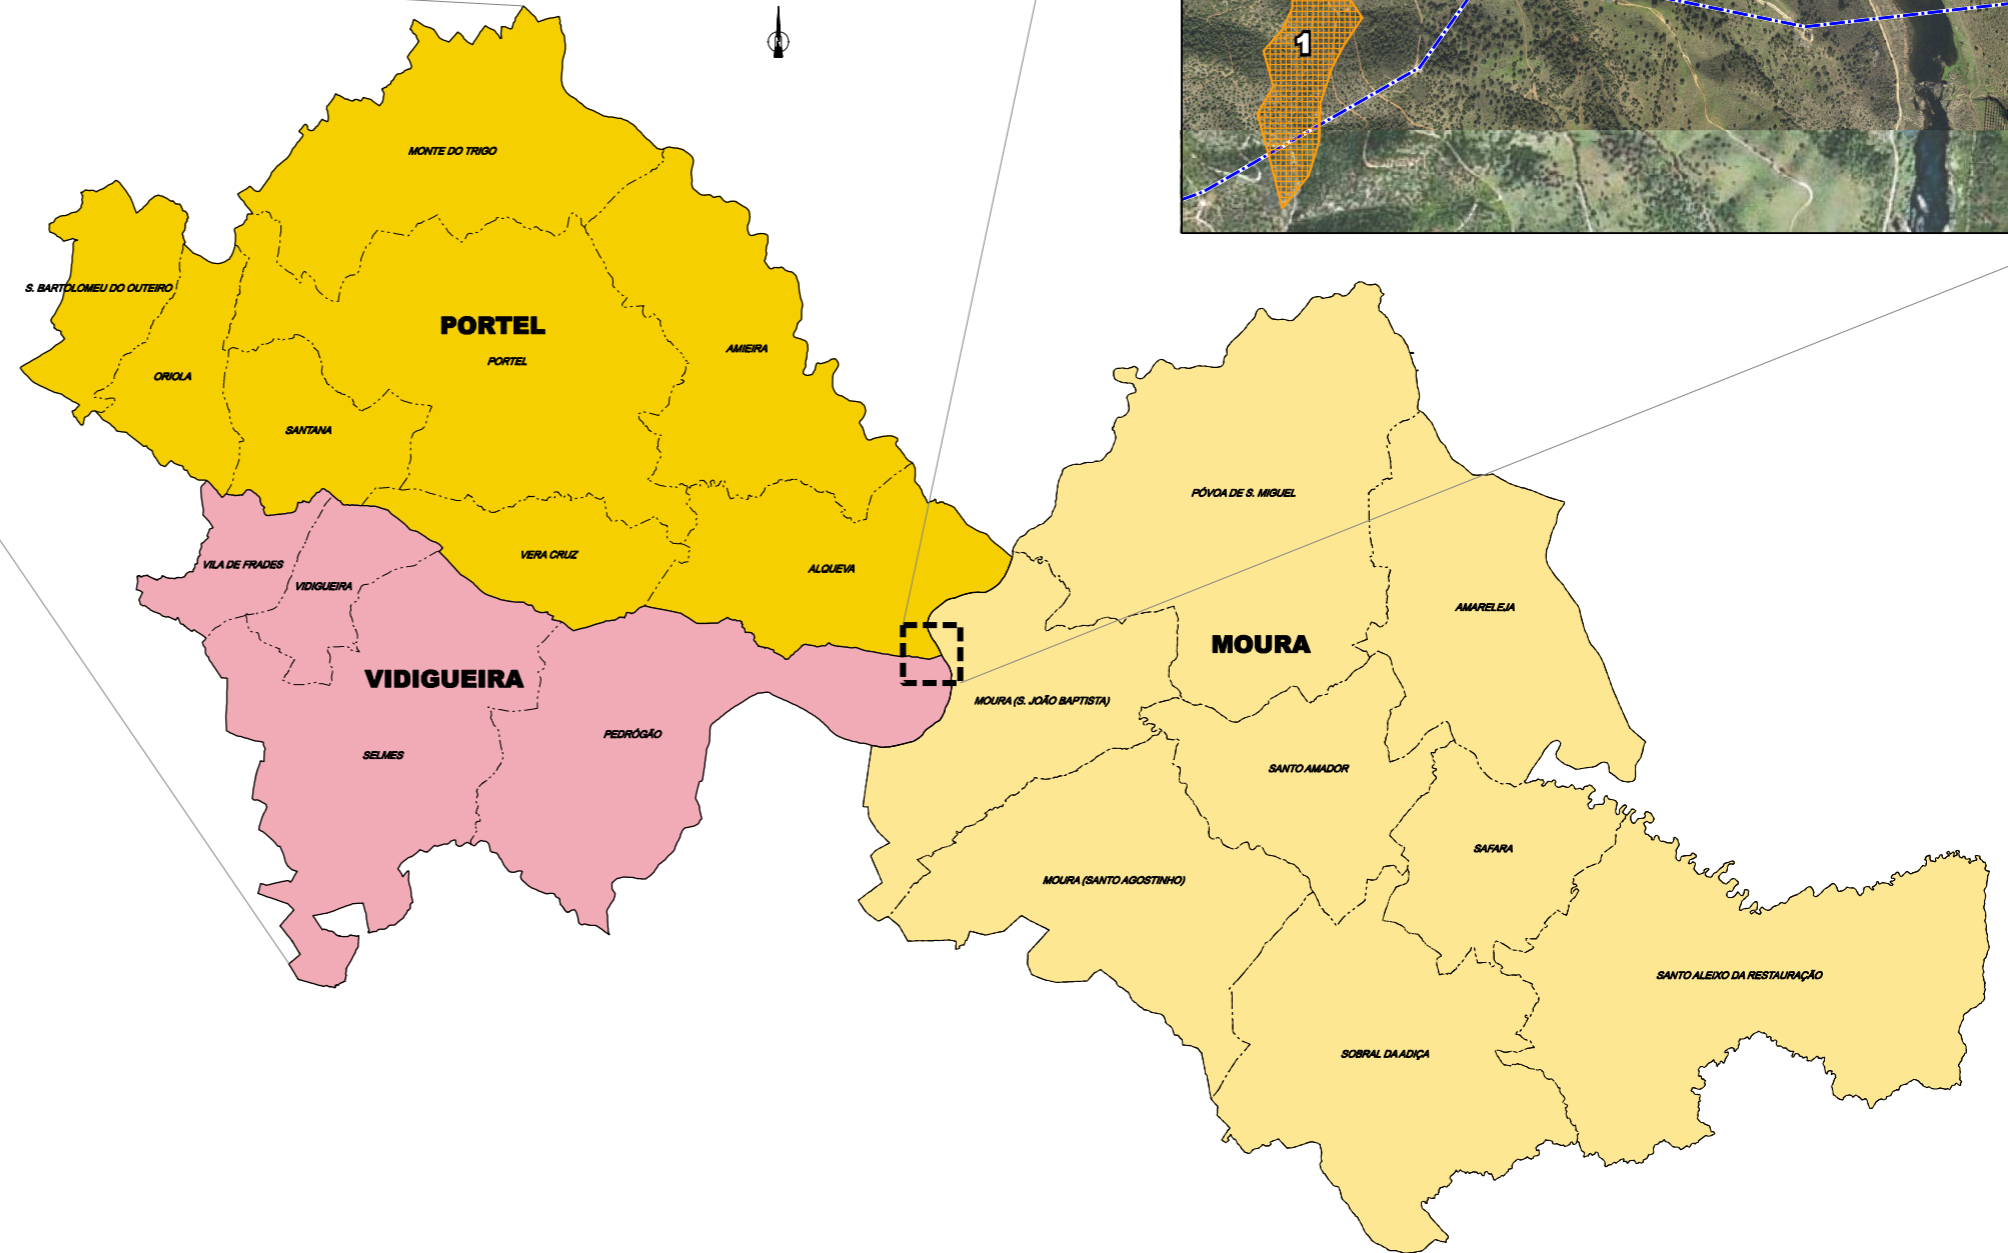 1
MONTE DO TRIGO
S. BARTOLOMEU DO OUTEIRO
PORTEL
PORTEL
AMIEIRA
ORIOLA
SANTANA
VERA CRUZ
ALQUEVA
VILA DE FRADES
VIDIGUEIRA
VIDIGUEIRA
PEDRÓGÃO
SELMES
PÓVOA DE S. MIGUEL
AMARELEJA
MOURA
MOURA (S. JOÃO BAPTISTA)
SANTO AMADOR
SAFARA
MOURA (SANTO AGOSTINHO)
SANTO ALEIXO DA RESTAURAÇÃO
SOBRAL DA ADIÇA